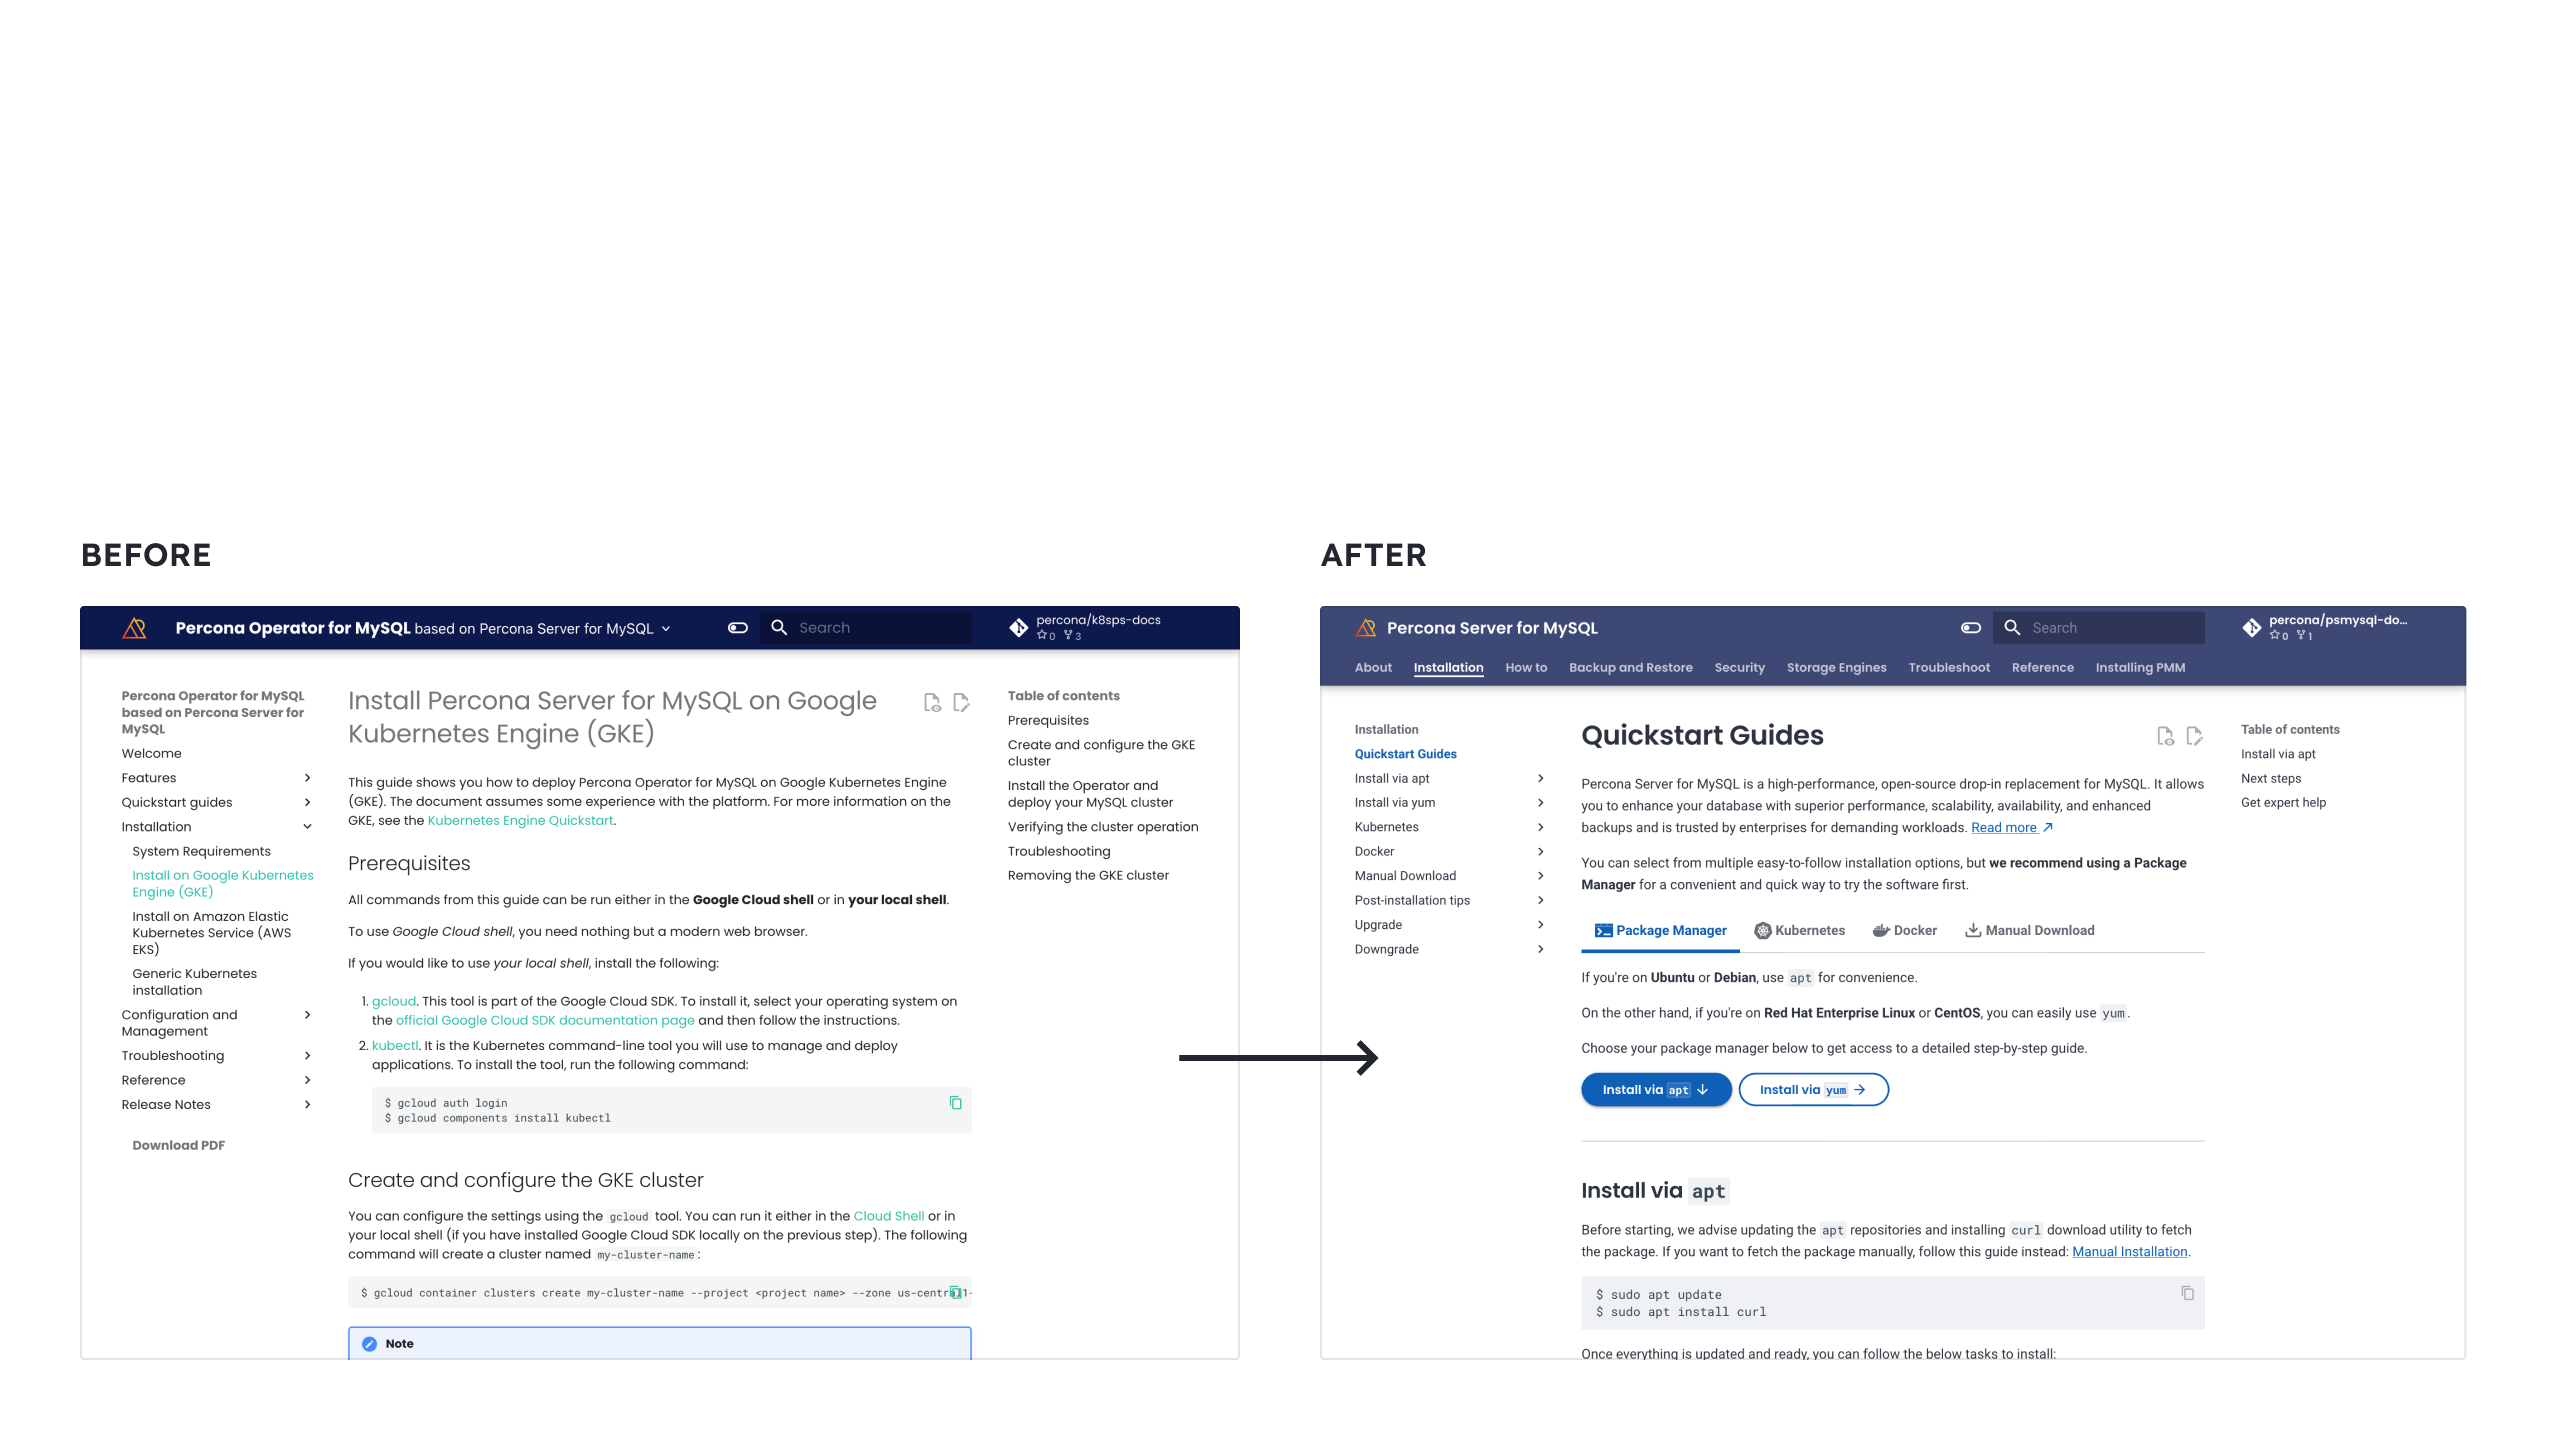 BEFORE
Percona Operator for MySQL based on Percona Server for MySQL
Search
percona/k8sps-docs
0 3
Percona Operator for MySQL
based on Percona Server for
MySQL
Welcome
Features
Quickstart guides
Installation
System Requirements
Install on Google Kubernetes
Engine (GKE)
Install on Amazon Elastic
Kubernetes Service (AWS
EKS)
Generic Kubernetes
installation
Configuration and
Management
Troubleshooting
Reference
Release Notes
Download PDF
Install Percona Server for MySQL on Google
Kubernetes Engine (GKE)
This guide shows you how to deploy Percona Operator for MySQL on Google Kubernetes Engine
(GKE). The document assumes some experience with the platform. For more information on the
GKE, see the Kubernetes Engine Quickstart.
Prerequisites
All commands from this guide can be run either in the Google Cloud shell or in your local shell.
To use Google Cloud shell, you need nothing but a modern web browser.
If you would like to use your local shell, install the following:
1. gcloud. This tool is part of the Google Cloud SDK. To install it, select your operating system on
the official Google Cloud SDK documentation page and then follow the instructions.
2. kubectl. It is the Kubernetes command-line tool you will use to manage and deploy
applications. To install the tool, run the following command:
$ gcloud auth login
$ gcloud components install kubectl
Create and configure the GKE cluster
You can configure the settings using the gcloud tool. You can run it either in the Cloud Shell or in
your local shell (if you have installed Google Cloud SDK locally on the previous step). The following
command will create a cluster named my-cluster-name:
$ gcloud container clusters create my-cluster-name --project <project name> --zone us-central1-
Note
Table of contents
Prerequisites
Create and configure the GKE
cluster
Install the Operator and
deploy your MySQL cluster
Verifying the cluster operation
Troubleshooting
Removing the GKE cluster
AFTER
Percona Server for MySQL
Search
percona/psmysql-do...
0 1
About Installation How to Backup and Restore Security Storage Engines Troubleshoot Reference Installing PMM
Installation
Quickstart Guides
Install via apt
Install via yum
Kubernetes
Docker
Manual Download
Post-installation tips
Upgrade
Downgrade
Quickstart Guides
Percona Server for MySQL is a high-performance, open-source drop-in replacement for MySQL. It allows
you to enhance your database with superior performance, scalability, availability, and enhanced
backups and is trusted by enterprises for demanding workloads. Read more
You can select from multiple easy-to-follow installation options, but we recommend using a Package
Manager for a convenient and quick way to try the software first.
Package Manager Kubernetes Docker Manual Download
If you're on Ubuntu or Debian, use apt for convenience.
On the other hand, if you're on Red Hat Enterprise Linux or CentOS, you can easily use yum.
Choose your package manager below to get access to a detailed step-by-step guide.
Install via apt ↓ Install via yum →
Install via apt
Before starting, we advise updating the apt repositories and installing curl download utility to fetch
the package. If you want to fetch the package manually, follow this guide instead: Manual Installation.
$ sudo apt update
$ sudo apt install curl
Once everything is updated and ready, you can follow the below tasks to install:
Table of contents
Install via apt
Next steps
Get expert help